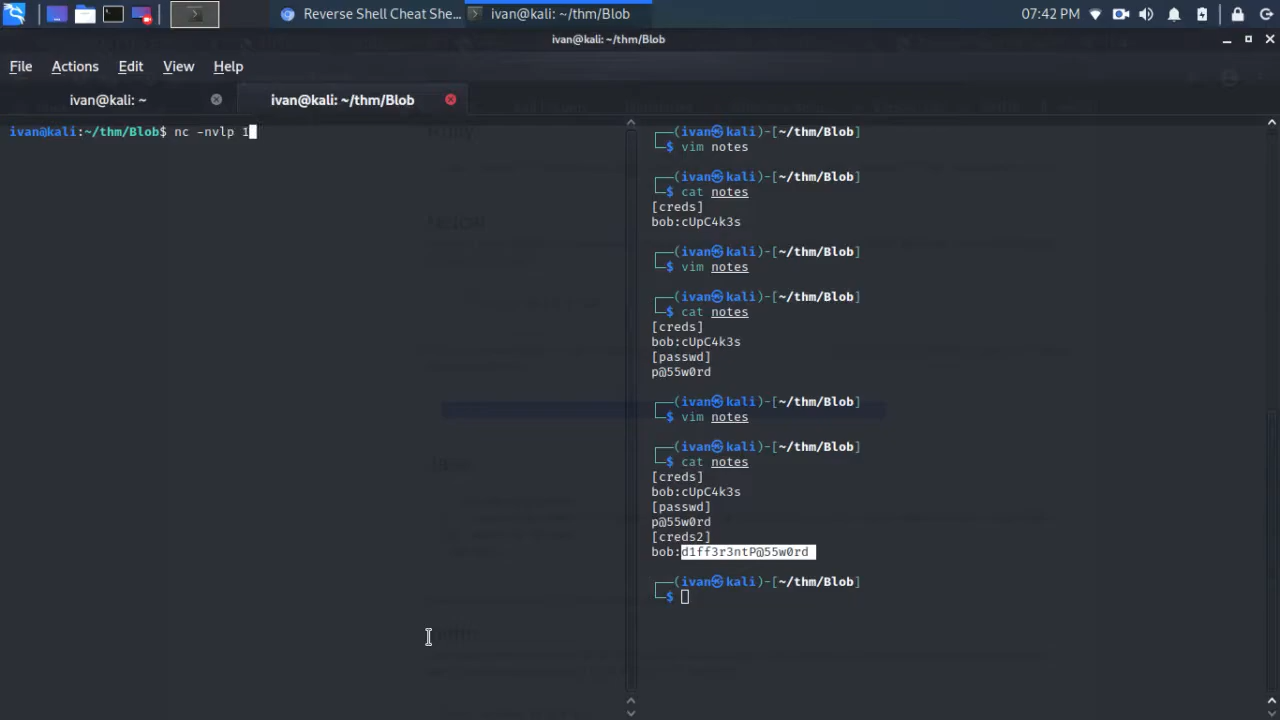 Reverse Shell Cheat She...
ivan@kali: ~/thm/Blob
07:42 PM
ivan@kali: ~/thm/Blob
File Actions Edit View Help
ivan@kali: ~
ivan@kali: ~/thm/Blob
ivan@kali:~/thm/Blob$ nc -nvlp 1
┌──(ivan㉿kali)-[~/thm/Blob]
└─$ vim notes
┌──(ivan㉿kali)-[~/thm/Blob]
└─$ cat notes
[creds]
bob:cUpC4k3s
┌──(ivan㉿kali)-[~/thm/Blob]
└─$ vim notes
┌──(ivan㉿kali)-[~/thm/Blob]
└─$ cat notes
[creds]
bob:cUpC4k3s
[passwd]
p@55w0rd
┌──(ivan㉿kali)-[~/thm/Blob]
└─$ vim notes
┌──(ivan㉿kali)-[~/thm/Blob]
└─$ cat notes
[creds]
bob:cUpC4k3s
[passwd]
p@55w0rd
[creds2]
bob:d1ff3r3ntP@55w0rd
┌──(ivan㉿kali)-[~/thm/Blob]
└─$